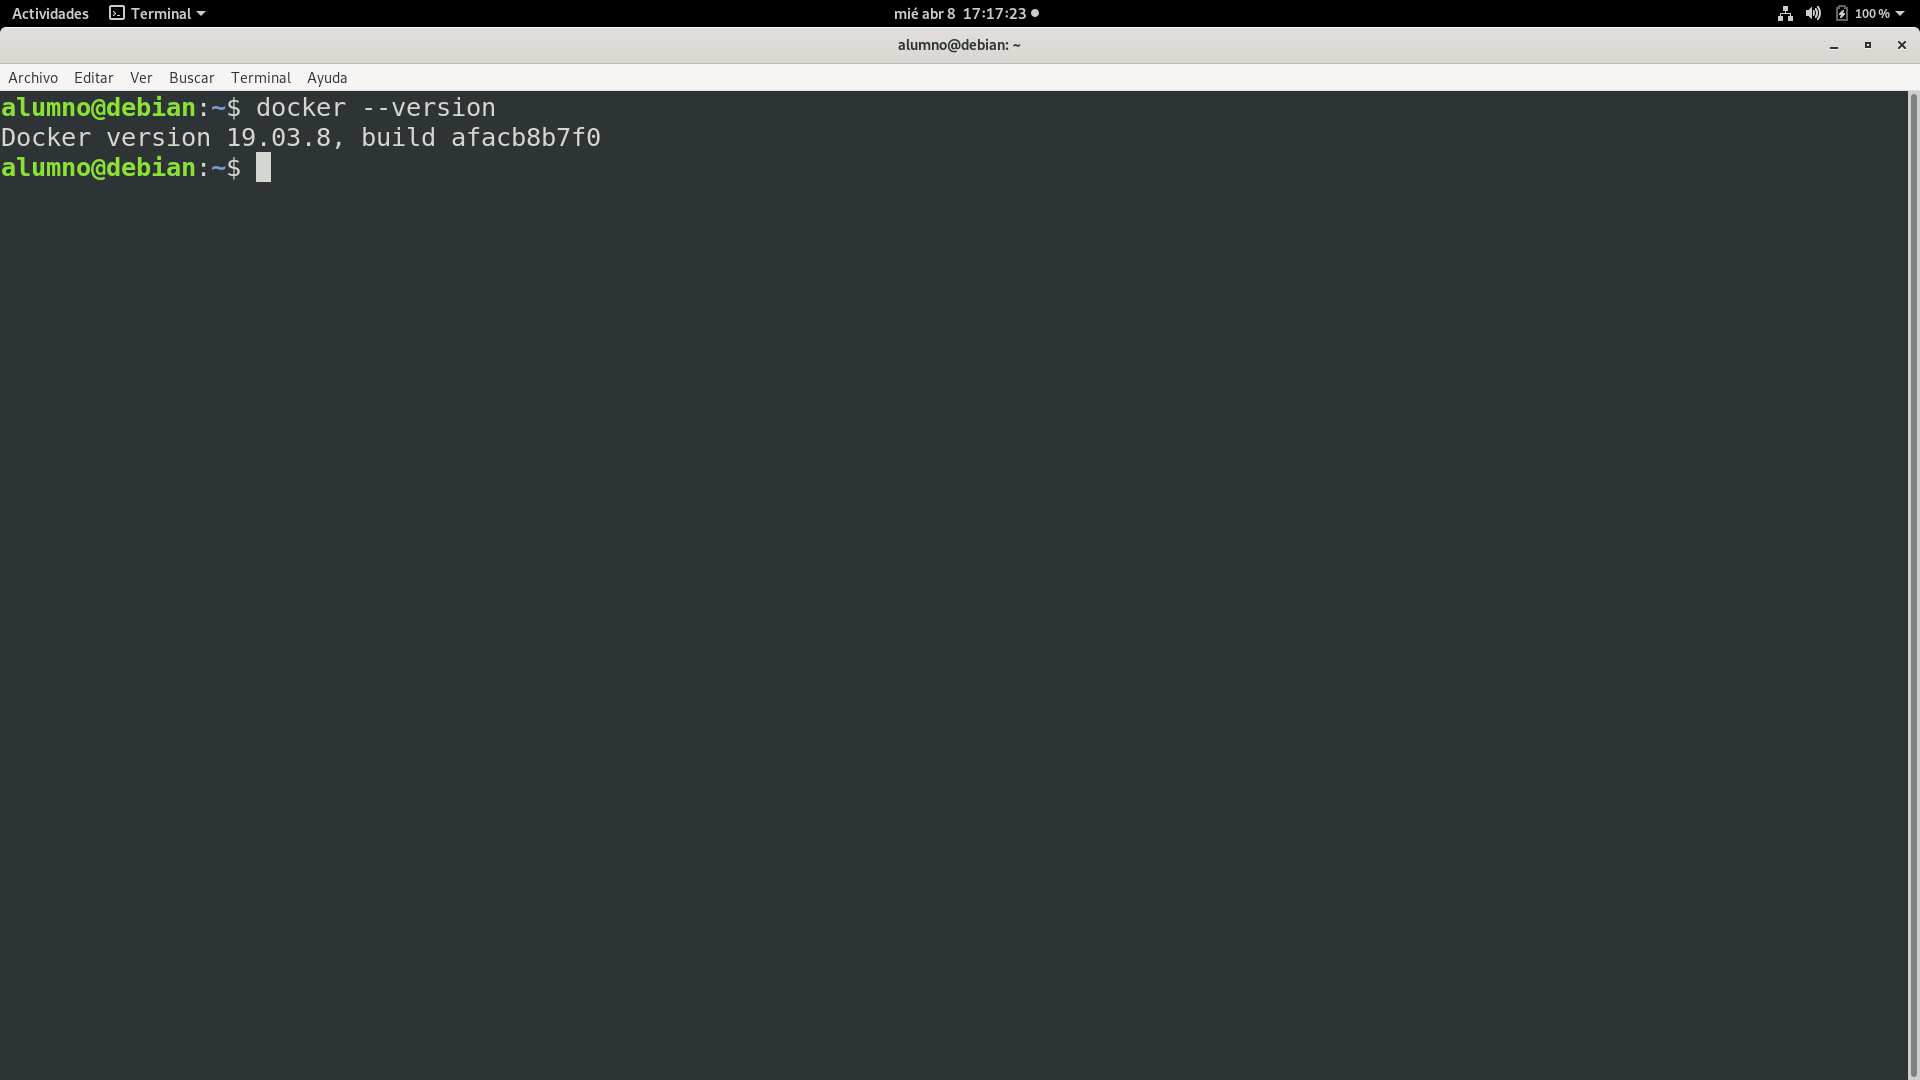 Actividades Terminal mié abr 8 17:17:23 100 %
alumno@debian: ~
Archivo Editar Ver Buscar Terminal Ayuda
alumno@debian:~$ docker --version
Docker version 19.03.8, build afacb8b7f0
alumno@debian:~$